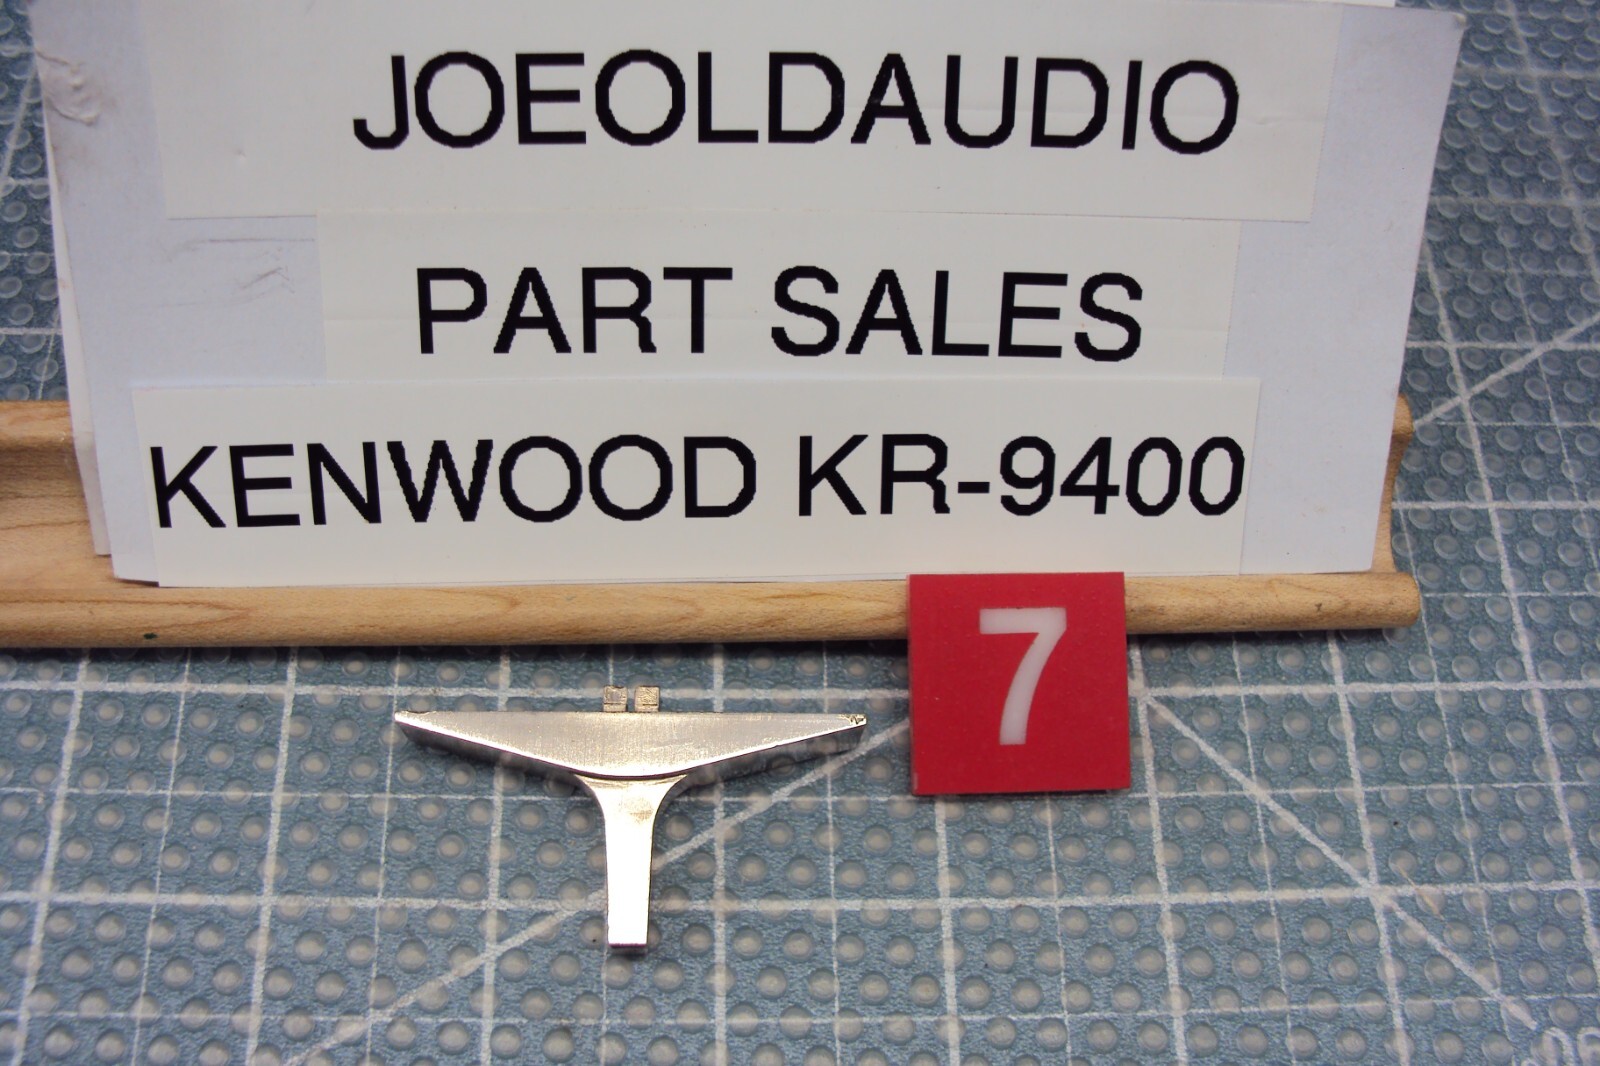 JOEOLDAUDIO
PART SALES
KENWOOD KR-9400
7